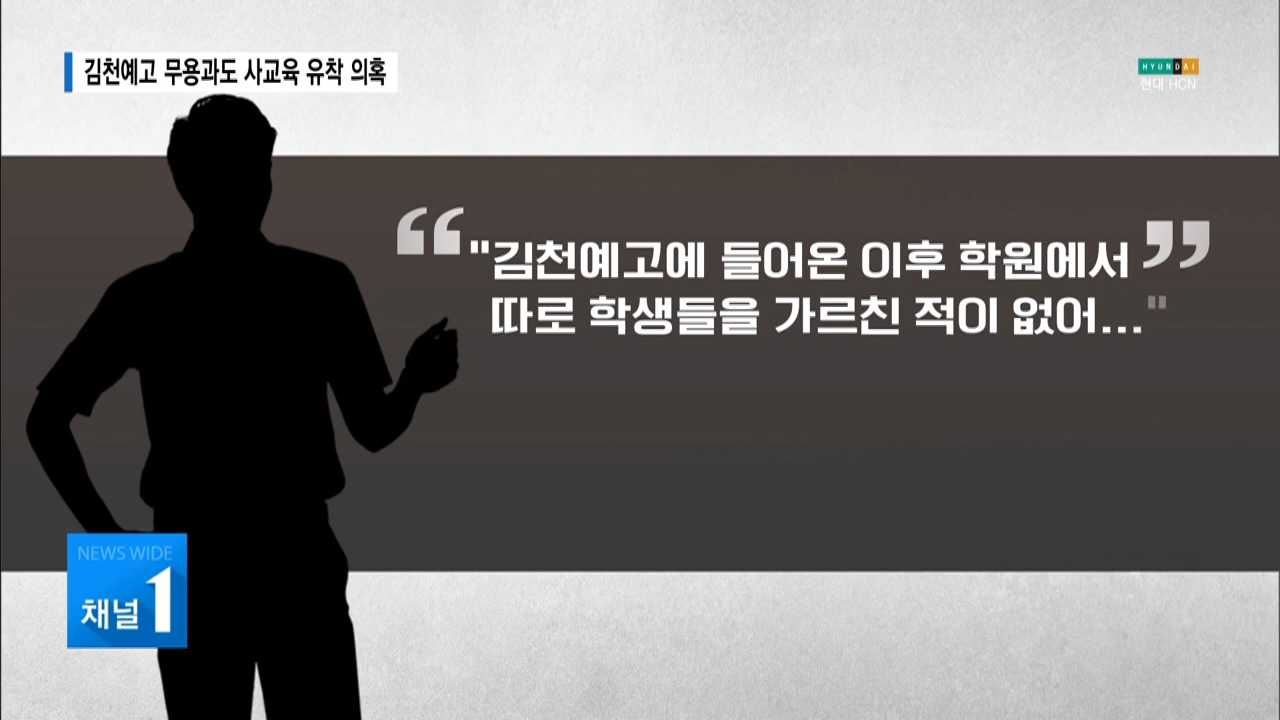 김천예고 무용과도 사교육 유착 의혹
HYUNDAI
현대 HCN
"김천예고에 들어온 이후 학원에서
따로 학생들을 가르친 적이 없어..."
NEWS WIDE
채널1